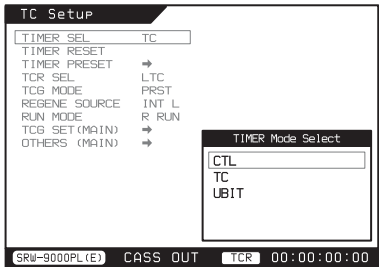 TC Setup
TIMER SEL TC
TIMER RESET
TIMER PRESET ➡
TCR SEL LTC
TCG MODE PRST
REGENE SOURCE INT L
RUN MODE R RUN
TCG SET(MAIN) ➡
OTHERS (MAIN) ➡
TIMER Mode Select
CTL
TC
UBIT
SRW-9000PL(E) CASS OUT TCR 00:00:00:00